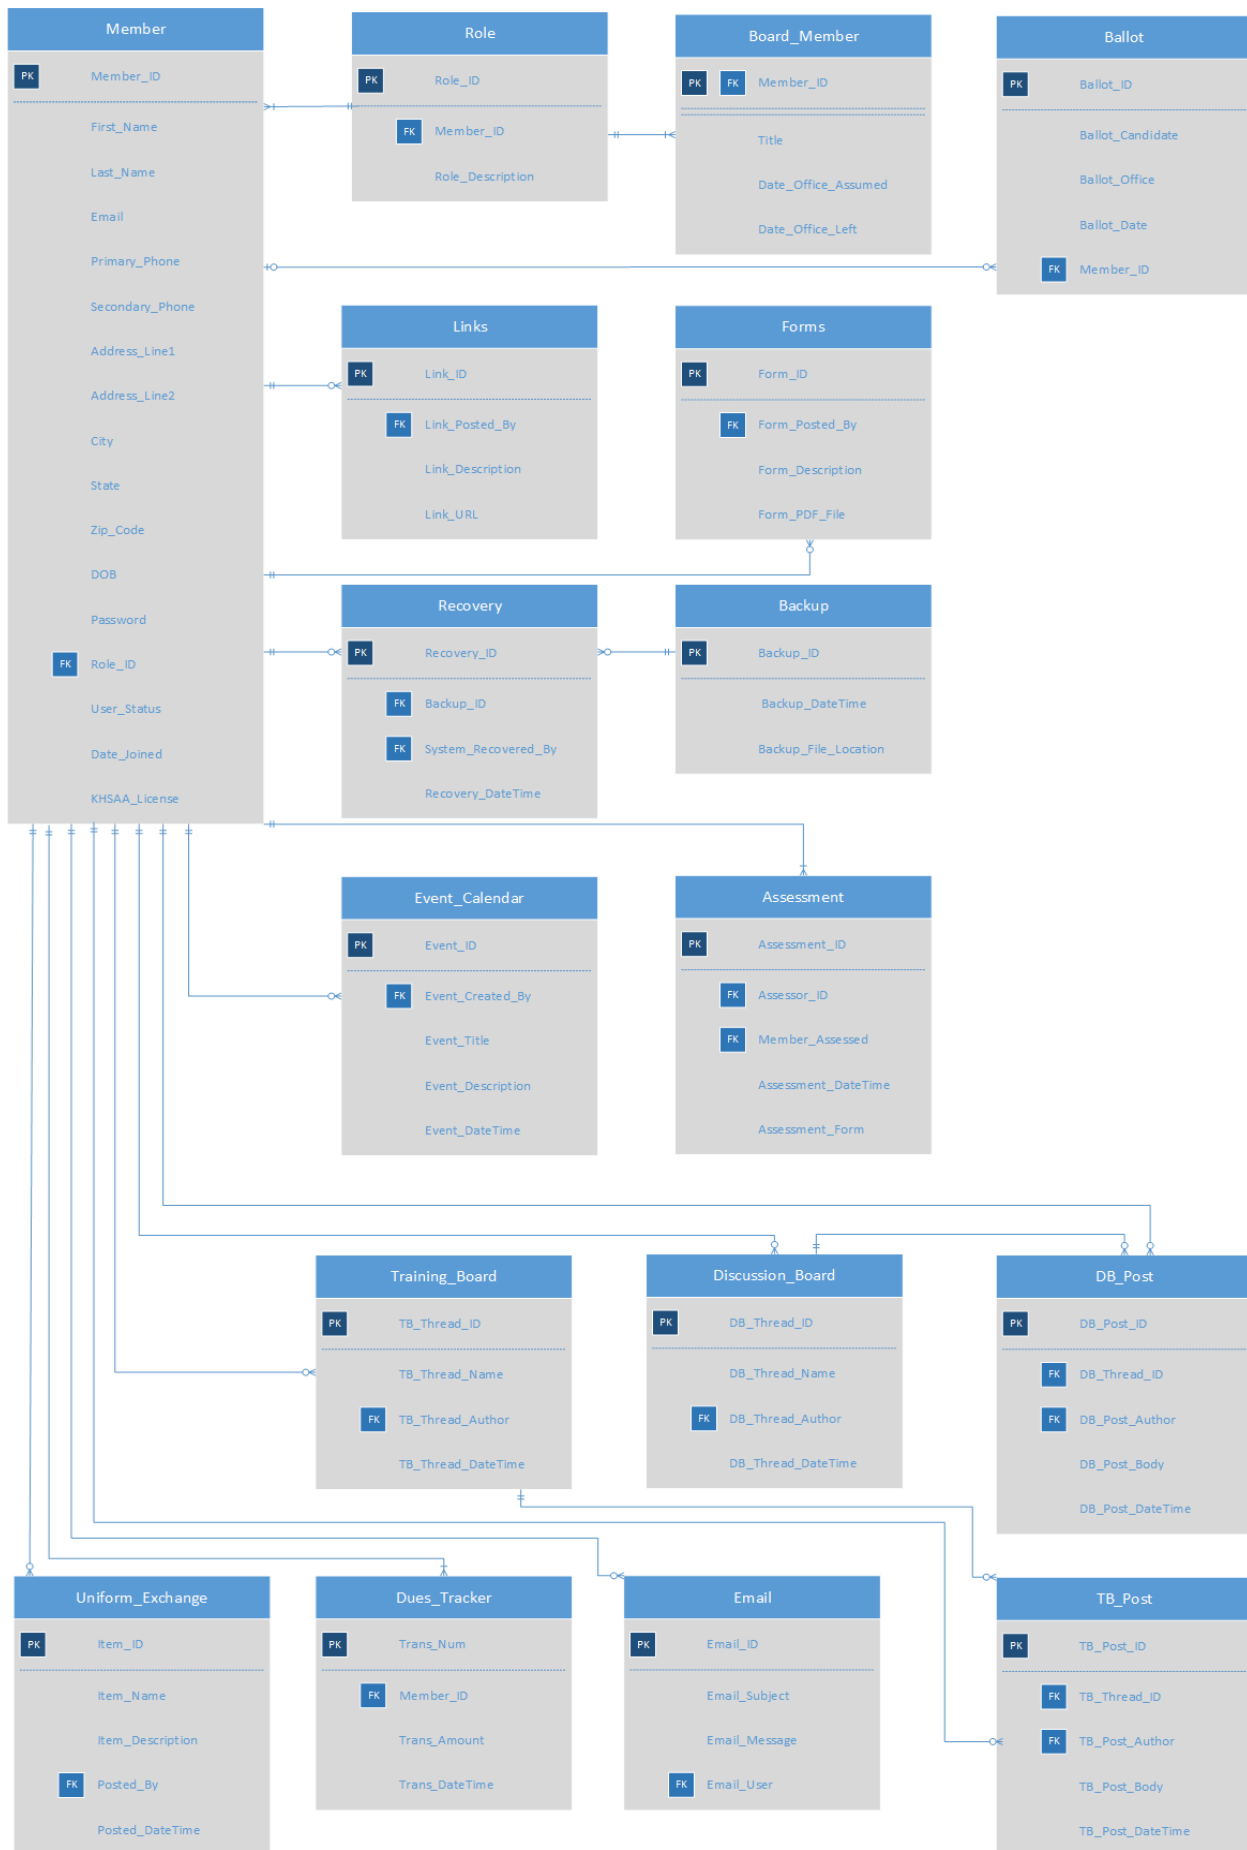 Member
PK Member_ID
First_Name
Last_Name
Email
Primary_Phone
Secondary_Phone
Address_Line1
Address_Line2
City
State
Zip_Code
DOB
Password
FK Role_ID
User_Status
Date_Joined
KHSAA_License
Role
PK Role_ID
FK Member_ID
Role_Description
Board_Member
PK FK Member_ID
Title
Date_Office_Assumed
Date_Office_Left
Ballot
PK Ballot_ID
Ballot_Candidate
Ballot_Office
Ballot_Date
FK Member_ID
Links
PK Link_ID
FK Link_Posted_By
Link_Description
Link_URL
Forms
PK Form_ID
FK Form_Posted_By
Form_Description
Form_PDF_File
Recovery
PK Recovery_ID
FK Backup_ID
FK System_Recovered_By
Recovery_DateTime
Backup
PK Backup_ID
Backup_DateTime
Backup_File_Location
Event_Calendar
PK Event_ID
FK Event_Created_By
Event_Title
Event_Description
Event_DateTime
Assessment
PK Assessment_ID
FK Assessor_ID
FK Member_Assessed
Assessment_DateTime
Assessment_Form
Training_Board
PK TB_Thread_ID
TB_Thread_Name
FK TB_Thread_Author
TB_Thread_DateTime
Discussion_Board
PK DB_Thread_ID
DB_Thread_Name
FK DB_Thread_Author
DB_Thread_DateTime
DB_Post
PK DB_Post_ID
FK DB_Thread_ID
FK DB_Post_Author
DB_Post_Body
DB_Post_DateTime
Uniform_Exchange
PK Item_ID
Item_Name
Item_Description
FK Posted_By
Posted_DateTime
Dues_Tracker
PK Trans_Num
FK Member_ID
Trans_Amount
Trans_DateTime
Email
PK Email_ID
Email_Subject
Email_Message
FK Email_User
TB_Post
PK TB_Post_ID
FK TB_Thread_ID
FK TB_Post_Author
TB_Post_Body
TB_Post_DateTime